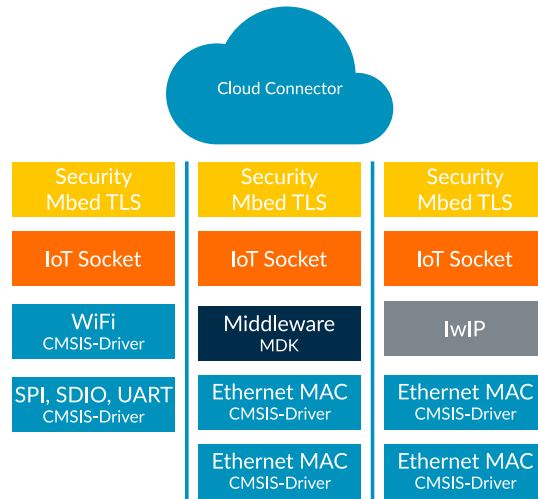 Cloud Connector
Security
Mbed TLS
IoT Socket
WiFi
CMSIS-Driver
SPI, SDIO, UART
CMSIS-Driver
Security
Mbed TLS
IoT Socket
Middleware
MDK
Ethernet MAC
CMSIS-Driver
Ethernet MAC
CMSIS-Driver
Security
Mbed TLS
IoT Socket
IwIP
Ethernet MAC
CMSIS-Driver
Ethernet MAC
CMSIS-Driver